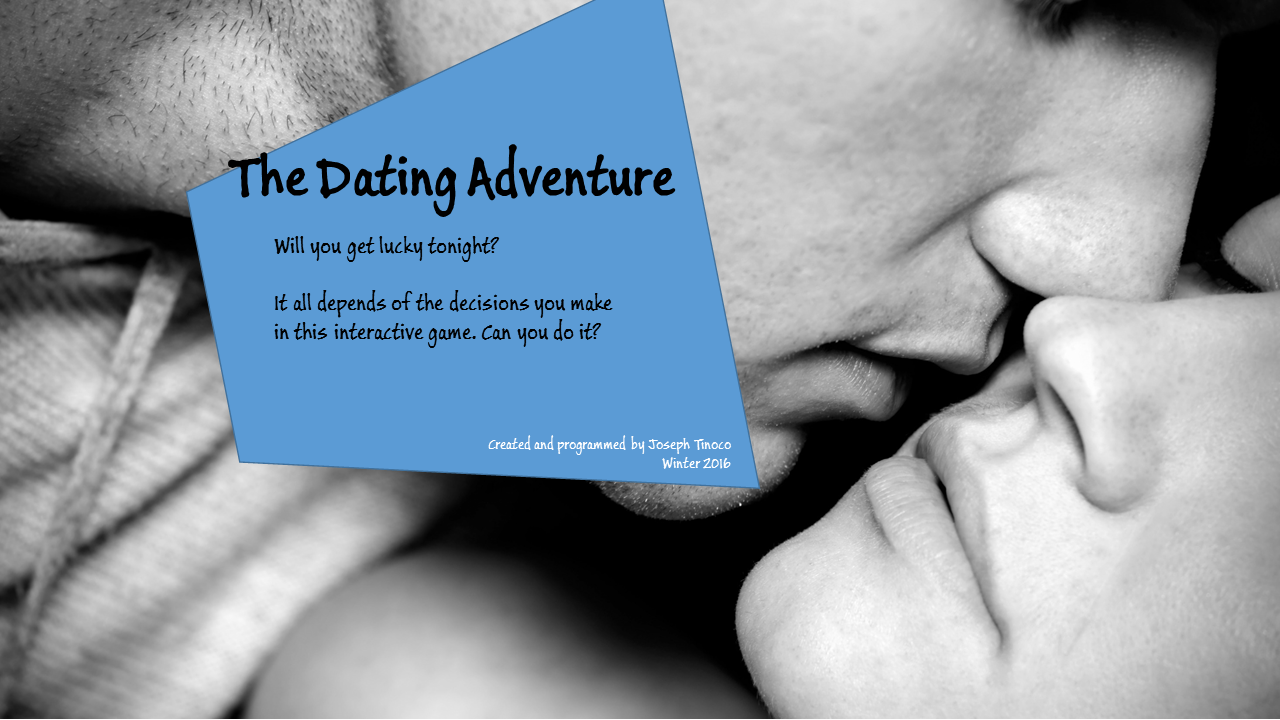 The Dating Adventure
Will you get lucky tonight?
It all depends of the decisions you make
in this interactive game. Can you do it?
Created and programmed by Joseph Tinoco
Winter 2016